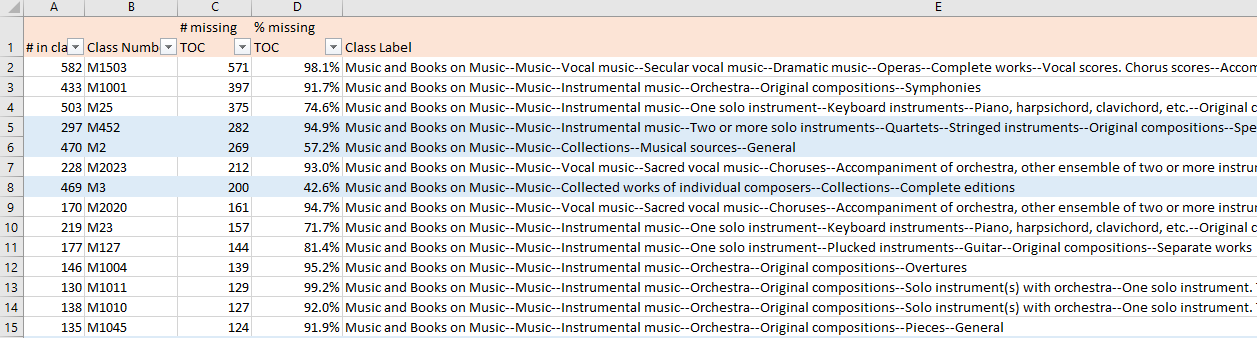 A B C D E
# missing % missing
1 # in cla Class Numb TOC TOC Class Label
2 582 M1503 571 98.1% Music and Books on Music--Music--Vocal music--Secular vocal music--Dramatic music--Operas--Complete works--Vocal scores. Chorus scores--Accom
3 433 M1001 397 91.7% Music and Books on Music--Music--Instrumental music--Orchestra--Original compositions--Symphonies
4 503 M25 375 74.6% Music and Books on Music--Music--Instrumental music--One solo instrument--Keyboard instruments--Piano, harpsichord, clavichord, etc.--Original c
5 297 M452 282 94.9% Music and Books on Music--Music--Instrumental music--Two or more solo instruments--Quartets--Stringed instruments--Original compositions--Spe
6 470 M2 269 57.2% Music and Books on Music--Music--Collections--Musical sources--General
7 228 M2023 212 93.0% Music and Books on Music--Music--Vocal music--Sacred vocal music--Choruses--Accompaniment of orchestra, other ensemble of two or more instrum
8 469 M3 200 42.6% Music and Books on Music--Music--Collected works of individual composers--Collections--Complete editions
9 170 M2020 161 94.7% Music and Books on Music--Music--Vocal music--Sacred vocal music--Choruses--Accompaniment of orchestra, other ensemble of two or more instrum
10 219 M23 157 71.7% Music and Books on Music--Music--Instrumental music--One solo instrument--Keyboard instruments--Piano, harpsichord, clavichord, etc.--Original c
11 177 M127 144 81.4% Music and Books on Music--Music--Instrumental music--One solo instrument--Plucked instruments--Guitar--Original compositions--Separate works
12 146 M1004 139 95.2% Music and Books on Music--Music--Instrumental music--Orchestra--Original compositions--Overtures
13 130 M1011 129 99.2% Music and Books on Music--Music--Instrumental music--Orchestra--Original compositions--Solo instrument(s) with orchestra--One solo instrument.
14 138 M1010 127 92.0% Music and Books on Music--Music--Instrumental music--Orchestra--Original compositions--Solo instrument(s) with orchestra--One solo instrument.
15 135 M1045 124 91.9% Music and Books on Music--Music--Instrumental music--Orchestra--Original compositions--Pieces--General